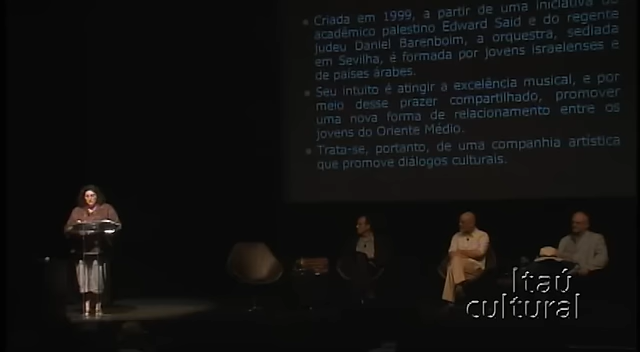 Criada em 1999, a partir de uma iniciativa do
acadêmico palestino Edward Said e do regente
judeu Daniel Barenboim, a orquestra, sediada
em Sevilha, é formada por jovens israelenses e
de países árabes.
Seu intuito é atingir a excelência musical, e por
meio desse prazer compartilhado, promover
uma nova forma de relacionamento entre os
jovens do Oriente Médio.
Trata-se, portanto, de uma companhia artística
que promove diálogos culturais.
Itaú
cultural